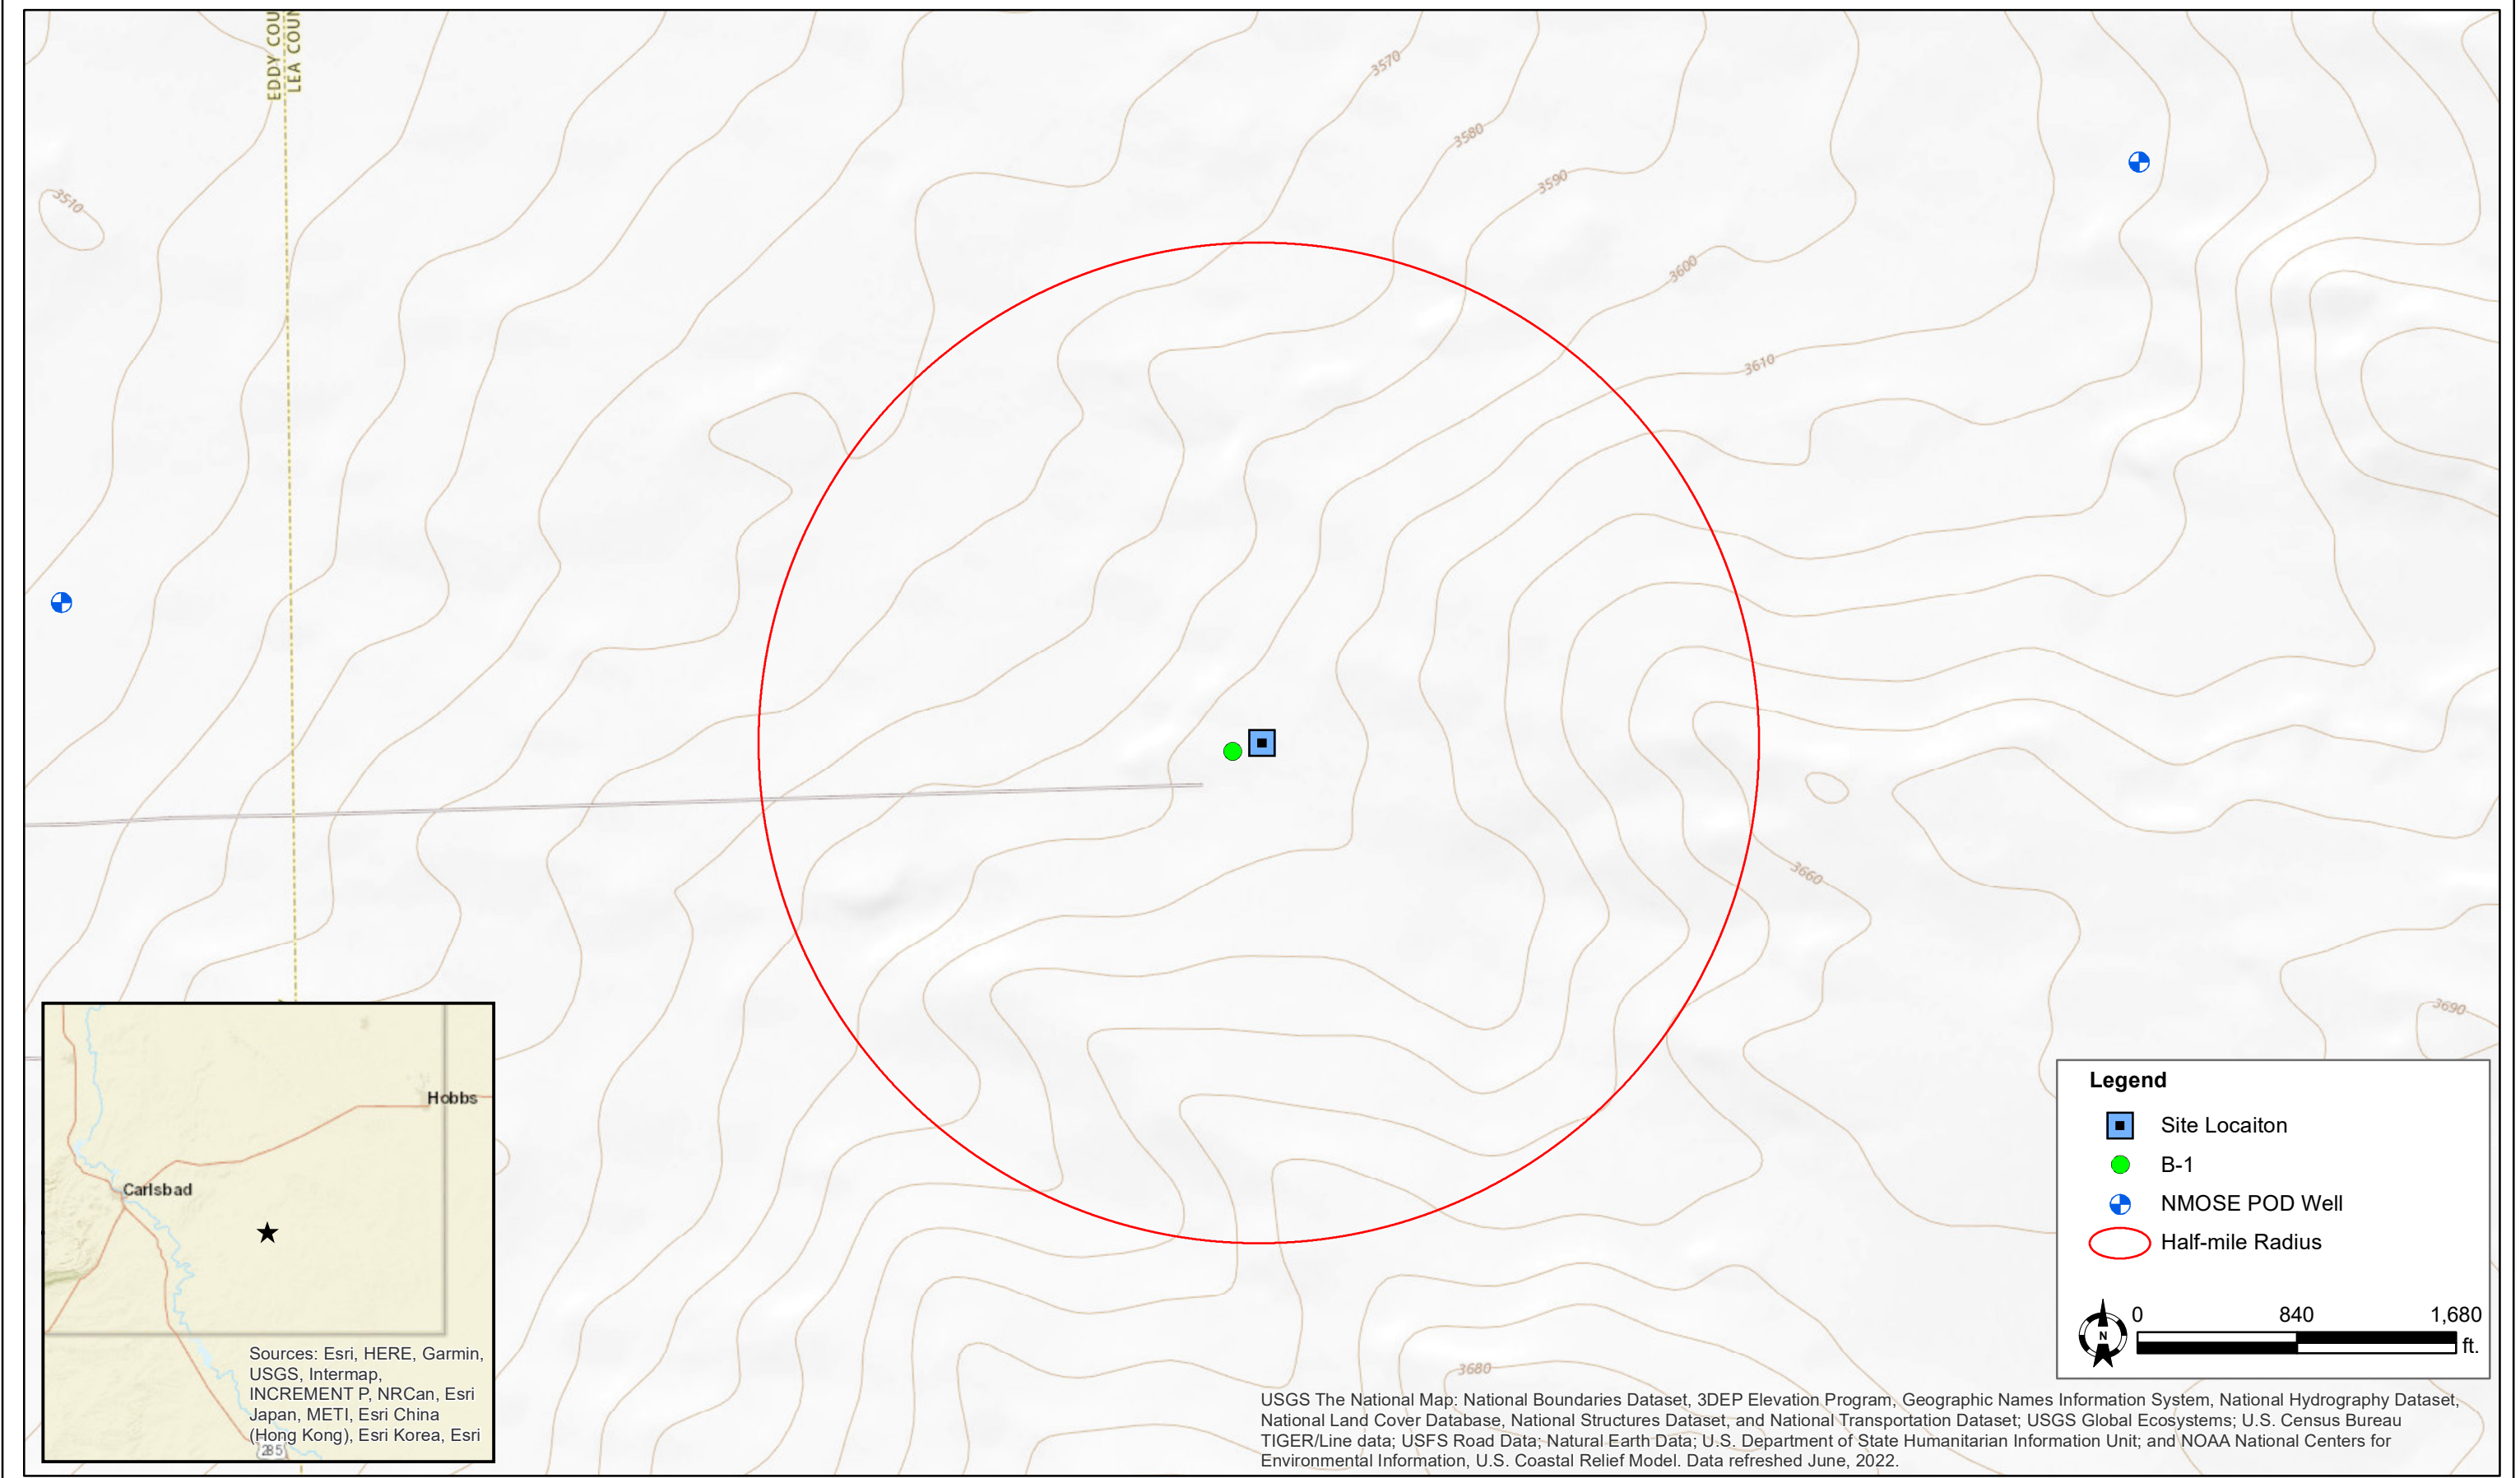 EDDY COU
LEA COUN
3570
3580
3590
3510
3600
3610
3660
3690
3680
Hobbs
Carlsbad
285
Sources: Esri, HERE, Garmin,
USGS, Intermap,
INCREMENT P, NRCan, Esri
Japan, METI, Esri China
(Hong Kong), Esri Korea, Esri
Legend
Site Locaiton
B-1
NMOSE POD Well
Half-mile Radius
N
0 840 1,680
ft.
USGS The National Map: National Boundaries Dataset, 3DEP Elevation Program, Geographic Names Information System, National Hydrography Dataset,
National Land Cover Database, National Structures Dataset, and National Transportation Dataset; USGS Global Ecosystems; U.S. Census Bureau
TIGER/Line data; USFS Road Data; Natural Earth Data; U.S. Department of State Humanitarian Information Unit; and NOAA National Centers for
Environmental Information, U.S. Coastal Relief Model. Data refreshed June, 2022.